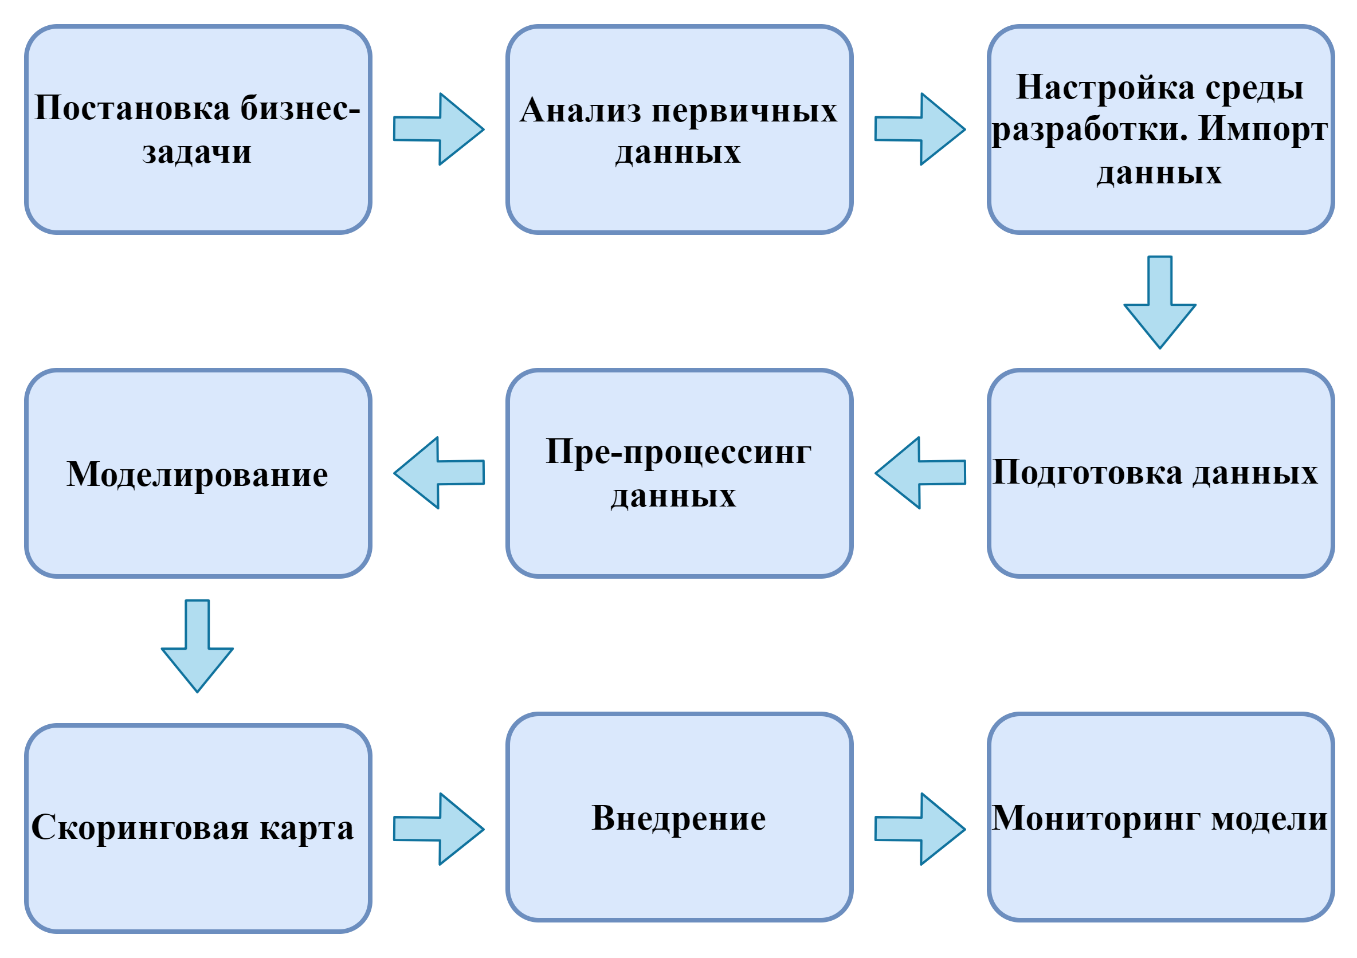 Постановка бизнес-
задачи
Анализ первичных
данных
Настройка среды
разработки. Импорт
данных
Подготовка данных
Пре-процессинг
данных
Моделирование
Скоринговая карта
Внедрение
Мониторинг модели